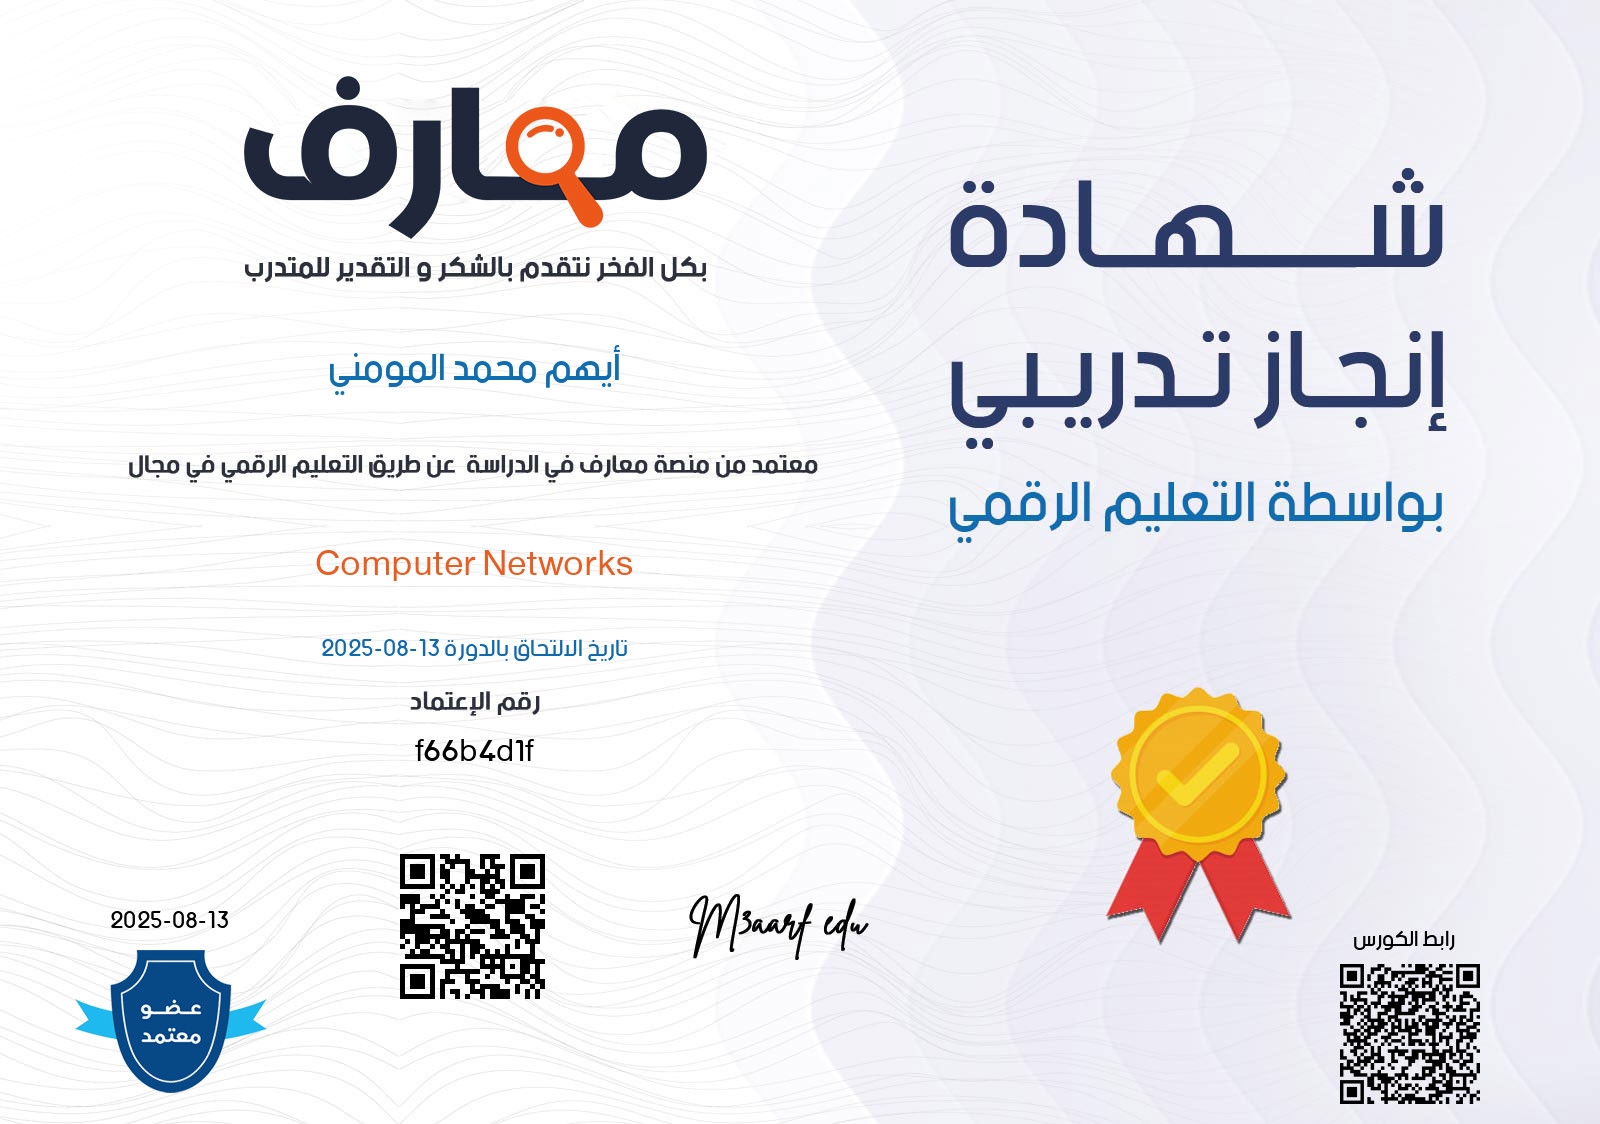 شهادة
إنجاز تدريبي
بواسطة التعليم الرقمي
معارف
بكل الفخر نتقدم بالشكر و التقدير للمتدرب
أيهم محمد المومني
معتمد من منصة معارف في الدراسة عن طريق التعليم الرقمي في مجال
Computer Networks
تاريخ الالتحاق بالدورة 13-08-2025
رقم الإعتماد
f66b4d1f
2025-08-13
عضو
معتمد
M3aarf edu
رابط الكورس